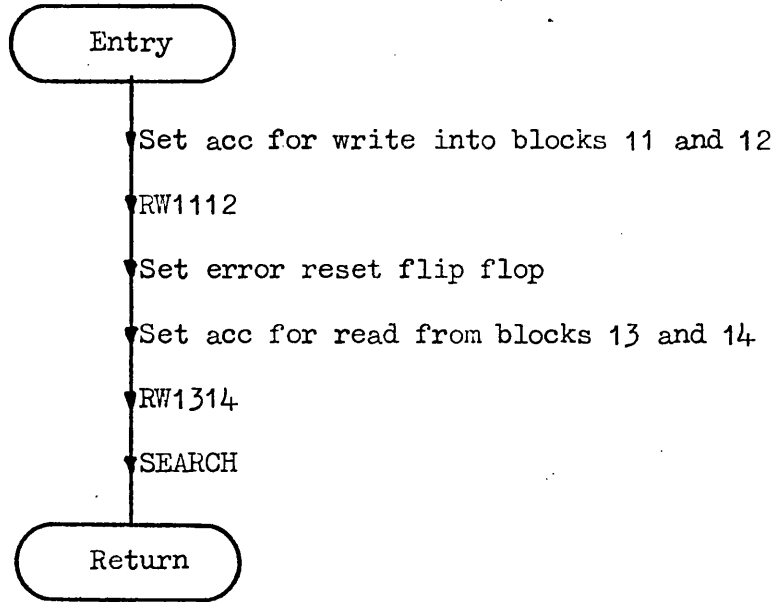 Entry
Set acc for write into blocks 11 and 12
RW1112
Set error reset flip flop
Set acc for read from blocks 13 and 14
RW1314
SEARCH
Return